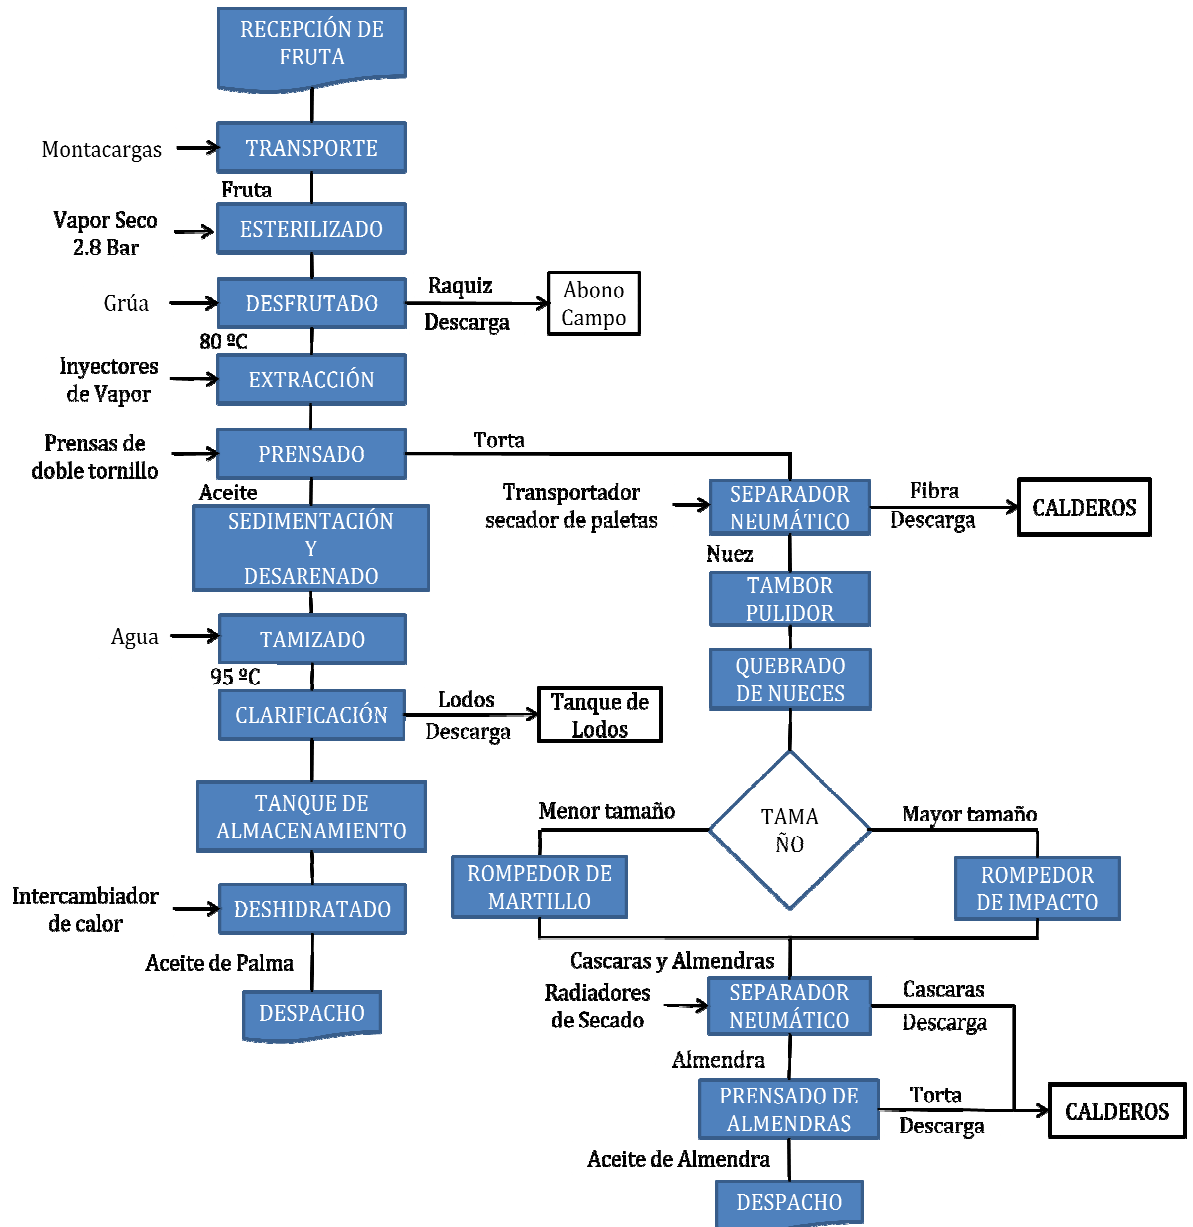 RECEPCIÓN DE
FRUTA
Montacargas
TRANSPORTE
Fruta
Vapor Seco
2.8 Bar
ESTERILIZADO
Grúa
DESFRUTADO
Raquiz
Descarga
Abono
Campo
80 ºC
Inyectores
de Vapor
EXTRACCIÓN
Prensas de
doble tornillo
PRENSADO
Torta
Aceite
SEDIMENTACIÓN
Y
DESARENADO
Transportador
secador de paletas
SEPARADOR
NEUMÁTICO
Fibra
Descarga
CALDEROS
Nuez
TAMBOR
PULIDOR
Agua
TAMIZADO
95 ºC
QUEBRADO
DE NUECES
CLARIFICACIÓN
Lodos
Descarga
Tanque de
Lodos
TANQUE DE
ALMACENAMIENTO
Menor tamaño
TAMA
ÑO
Mayor tamaño
ROMPEDOR DE
MARTILLO
ROMPEDOR
DE IMPACTO
Intercambiador
de calor
DESHIDRATADO
Aceite de Palma
DESPACHO
Cascaras y Almendras
Radiadores
de Secado
SEPARADOR
NEUMÁTICO
Cascaras
Descarga
Almendra
PRENSADO DE
ALMENDRAS
Torta
Descarga
CALDEROS
Aceite de Almendra
DESPACHO